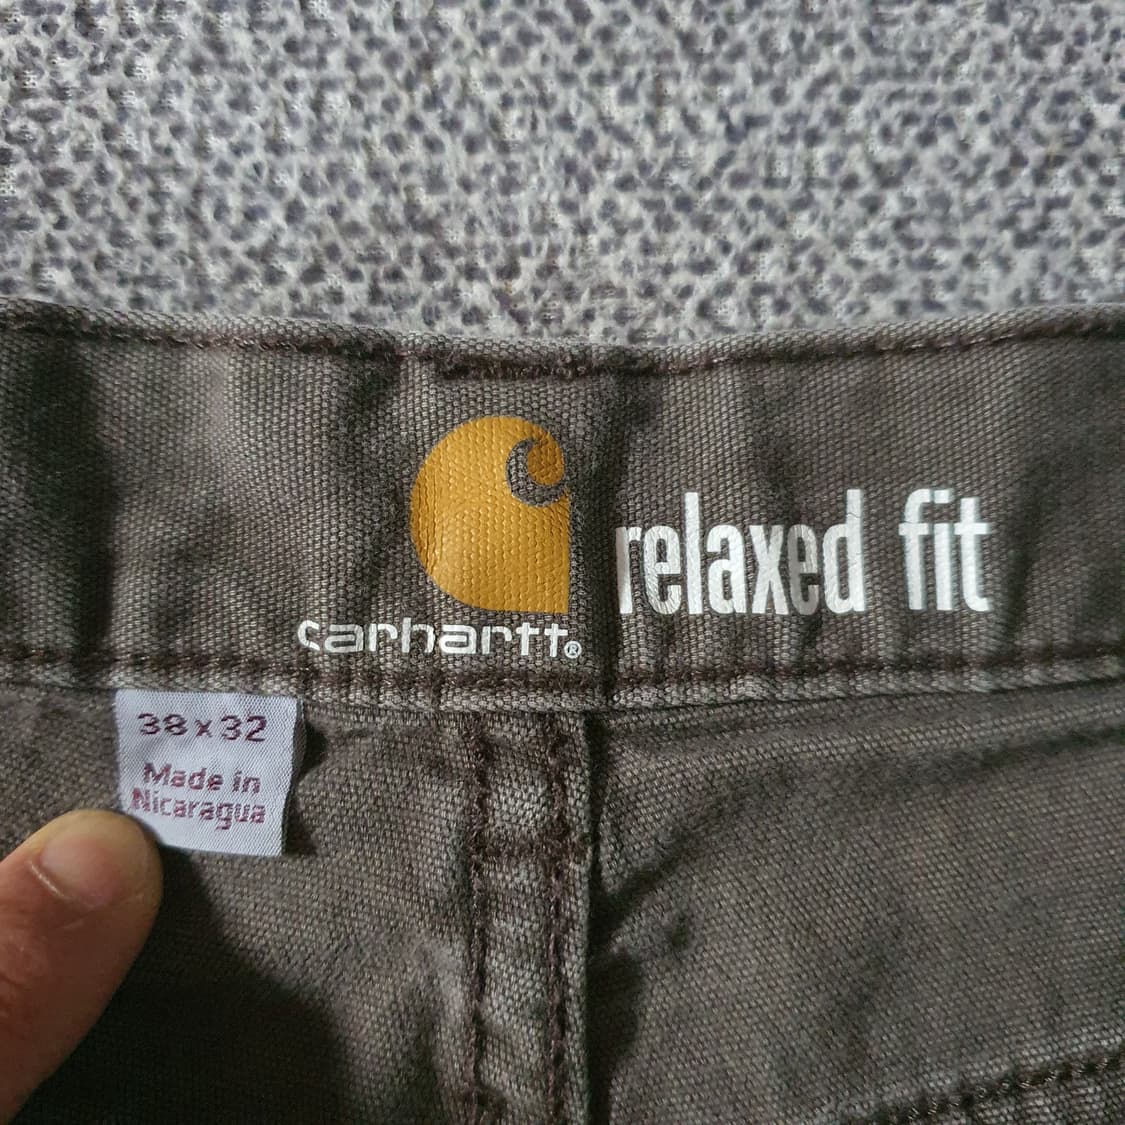 relaxed fit
carhartt®
38 x 32
Made in
Nicaragua